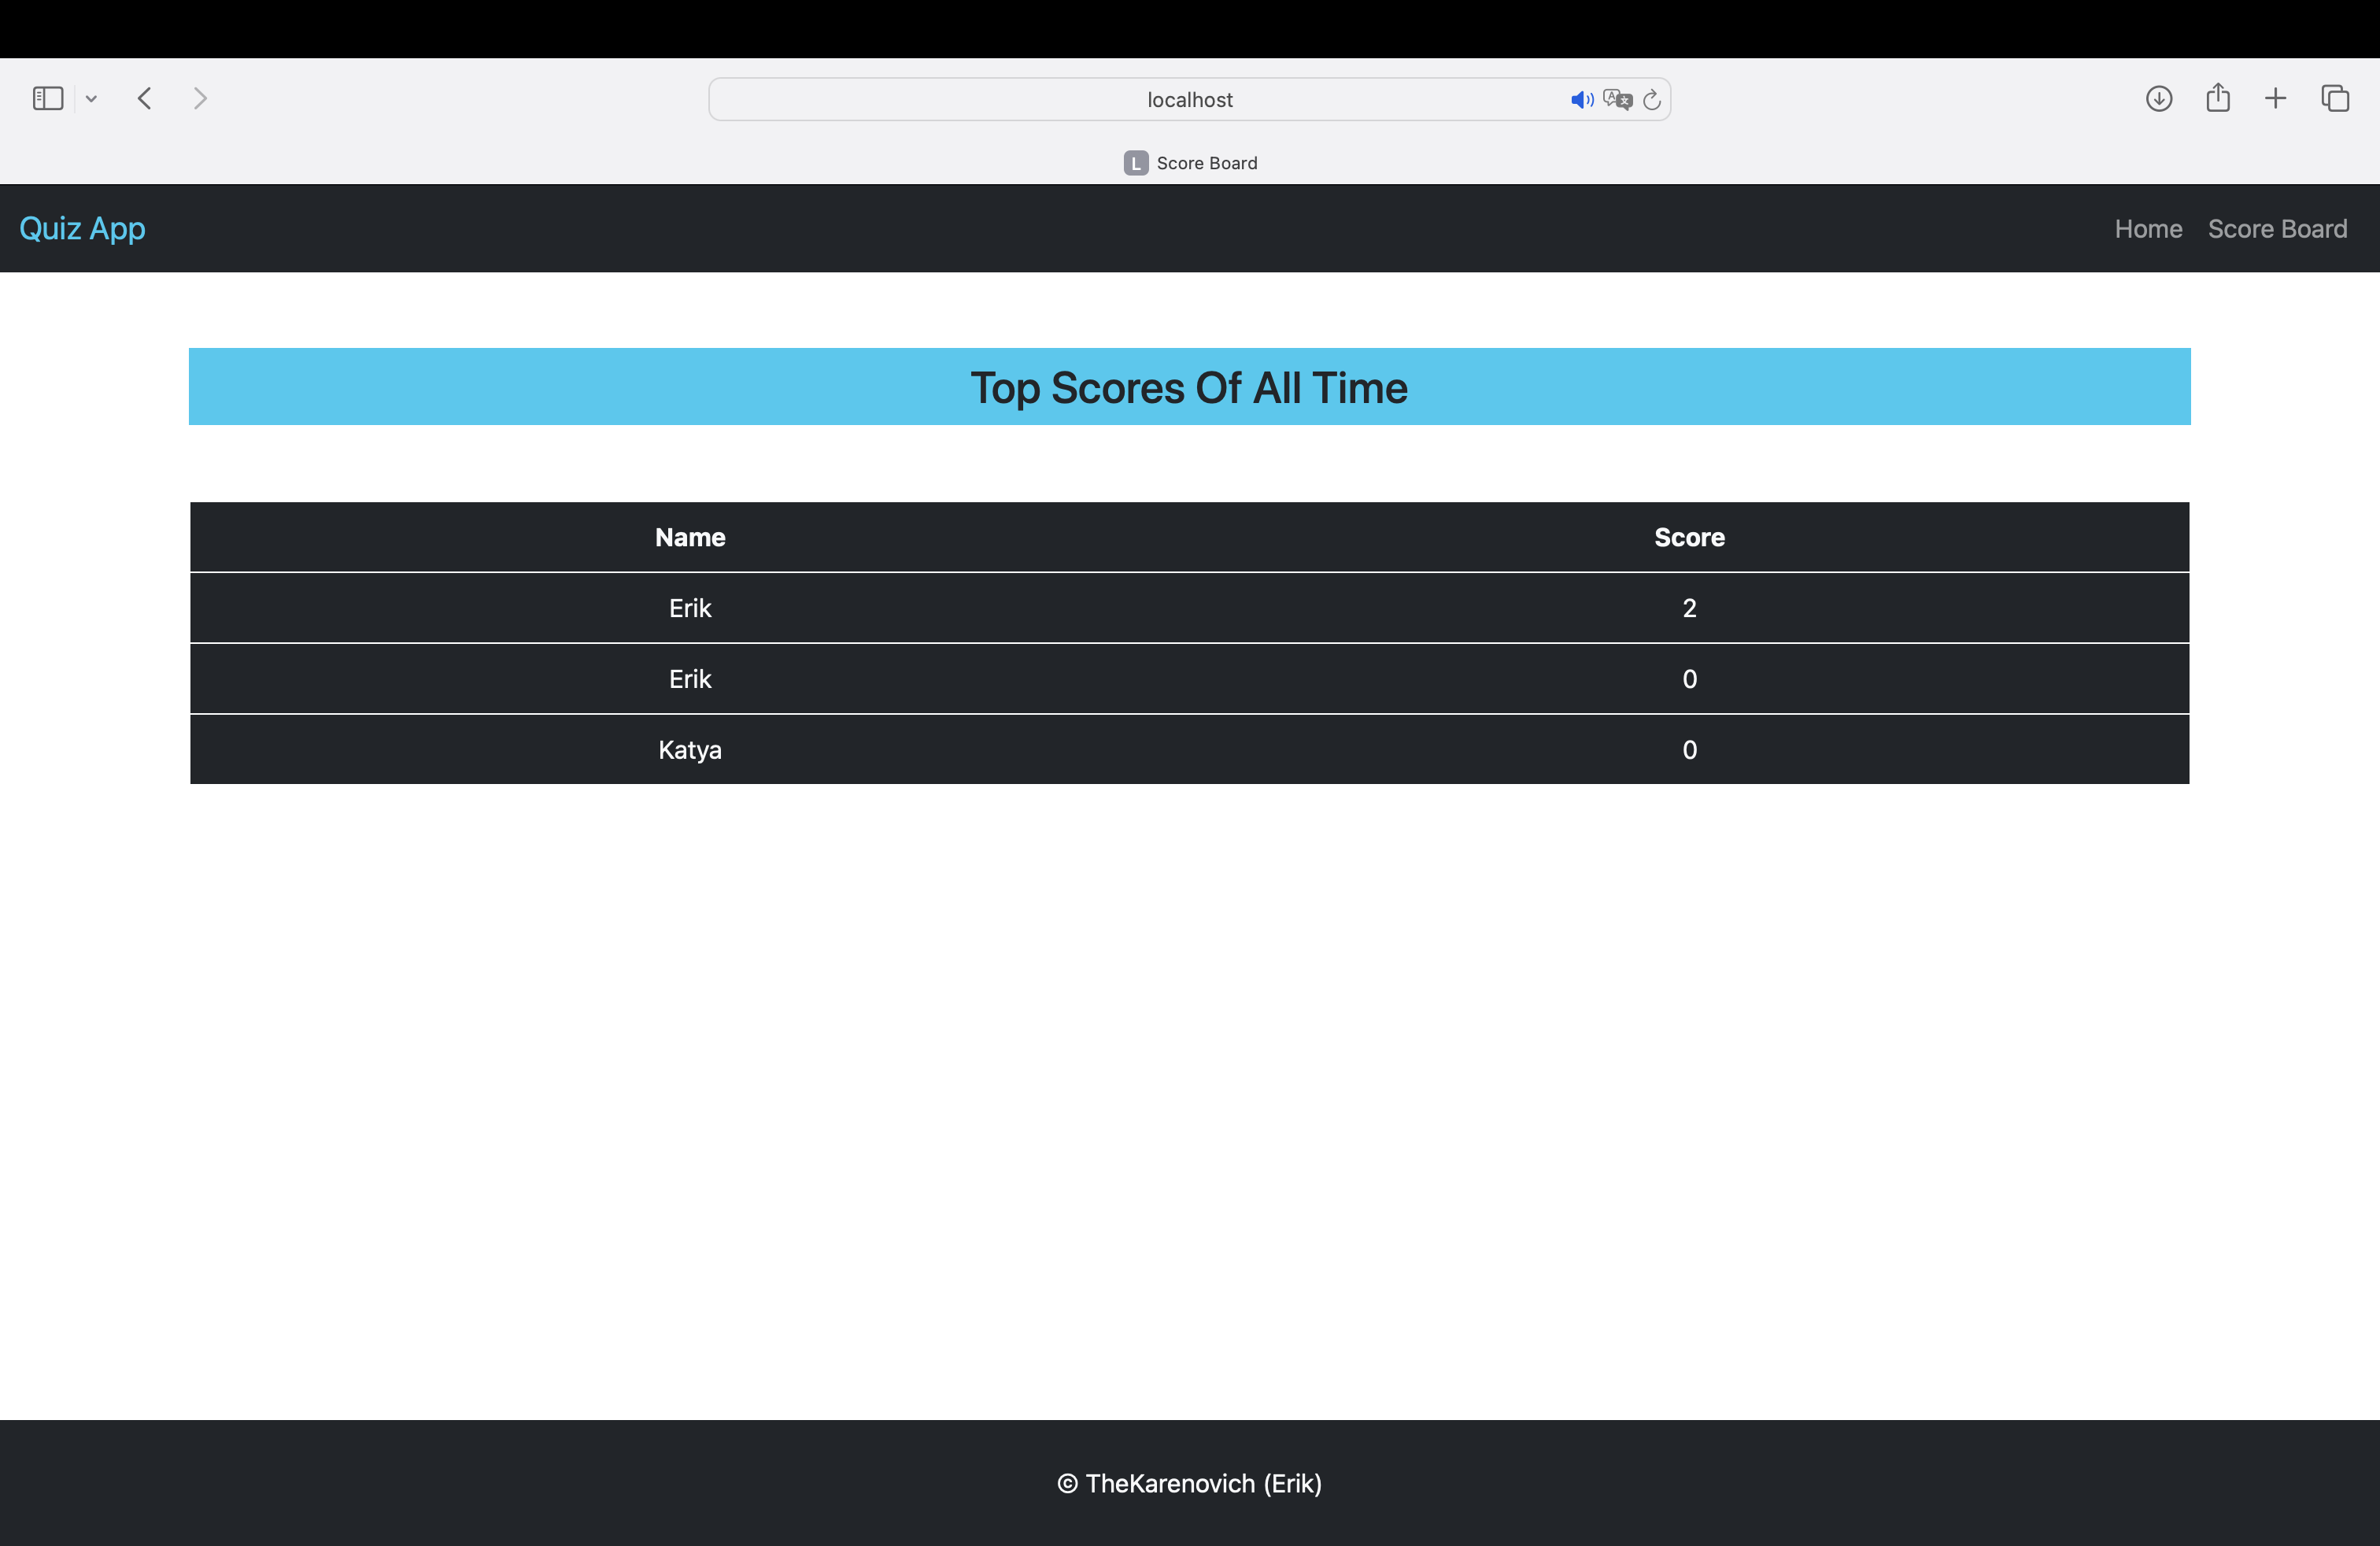 localhost
L Score Board
Quiz App Home Score Board
Top Scores Of All Time
Name Score
Erik 2
Erik 0
Katya 0
© TheKarenovich (Erik)